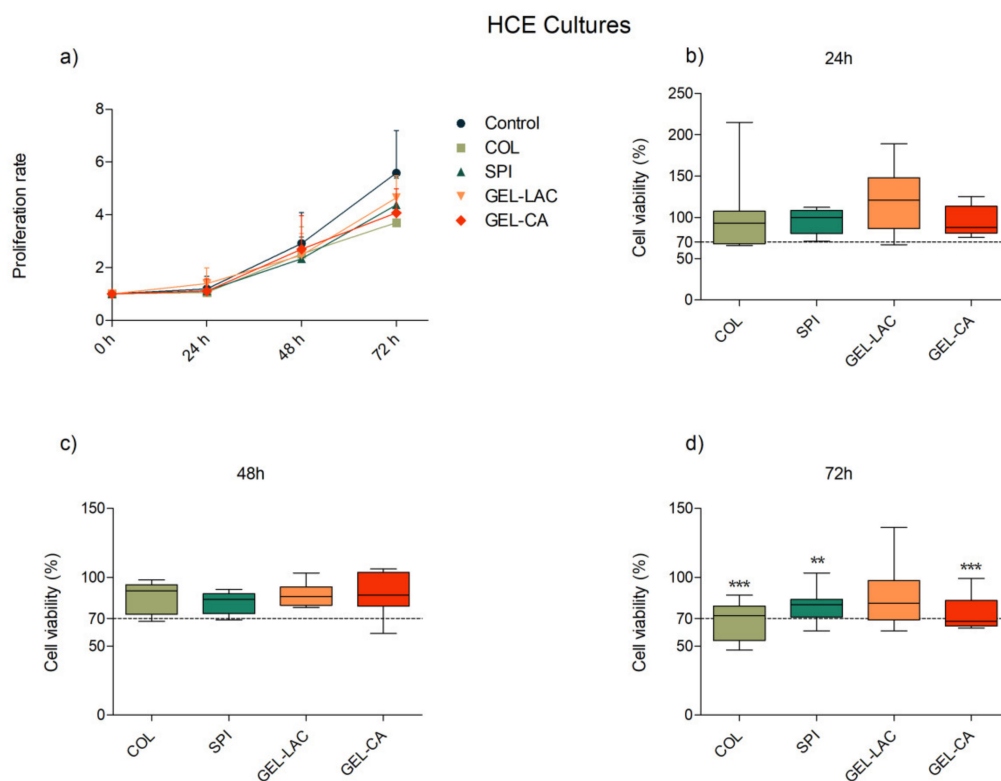 HCE Cultures
a)
Proliferation rate
8
6
4
2
0
0 h
24 h
48 h
72 h
Control
COL
SPI
GEL-LAC
GEL-CA
b)
24h
Cell viability (%)
250
200
150
100
70
50
0
COL
SPI
GEL-LAC
GEL-CA
c)
48h
Cell viability (%)
150
100
70
50
0
COL
SPI
GEL-LAC
GEL-CA
d)
72h
Cell viability (%)
150
100
70
50
0
***
**
***
COL
SPI
GEL-LAC
GEL-CA